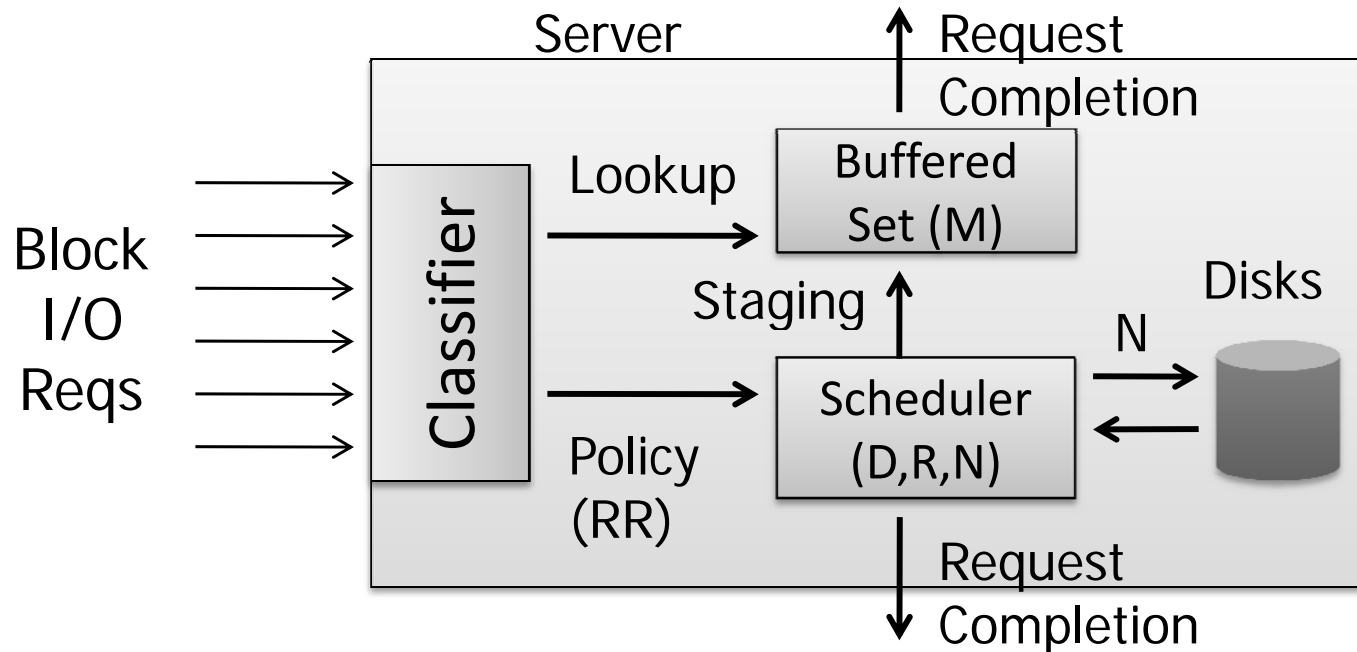 Server
Request
Completion
Buffered
Set (M)
Lookup
Block
I/O
Reqs
Classifier
Staging
Disks
N
Scheduler
(D,R,N)
Policy
(RR)
Request
Completion